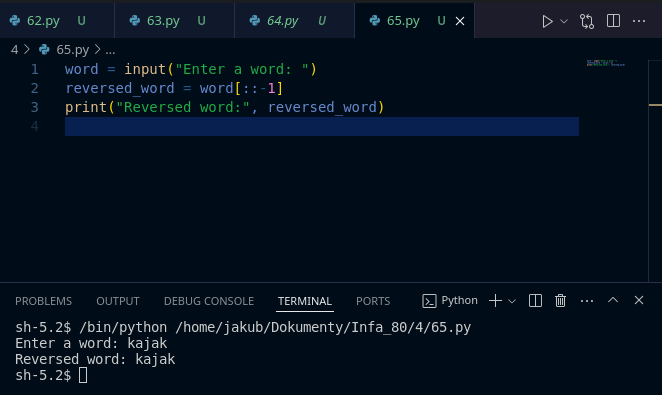 62.py U 63.py U 64.py U 65.py U
4 > 65.py > ...
1 word = input("Enter a word: ")
2 reversed_word = word[::-1]
3 print("Reversed word:", reversed_word)
4
PROBLEMS OUTPUT DEBUG CONSOLE TERMINAL PORTS Python
sh-5.2$ /bin/python /home/jakub/Dokumenty/Infa_80/4/65.py
Enter a word: kajak
Reversed word: kajak
sh-5.2$